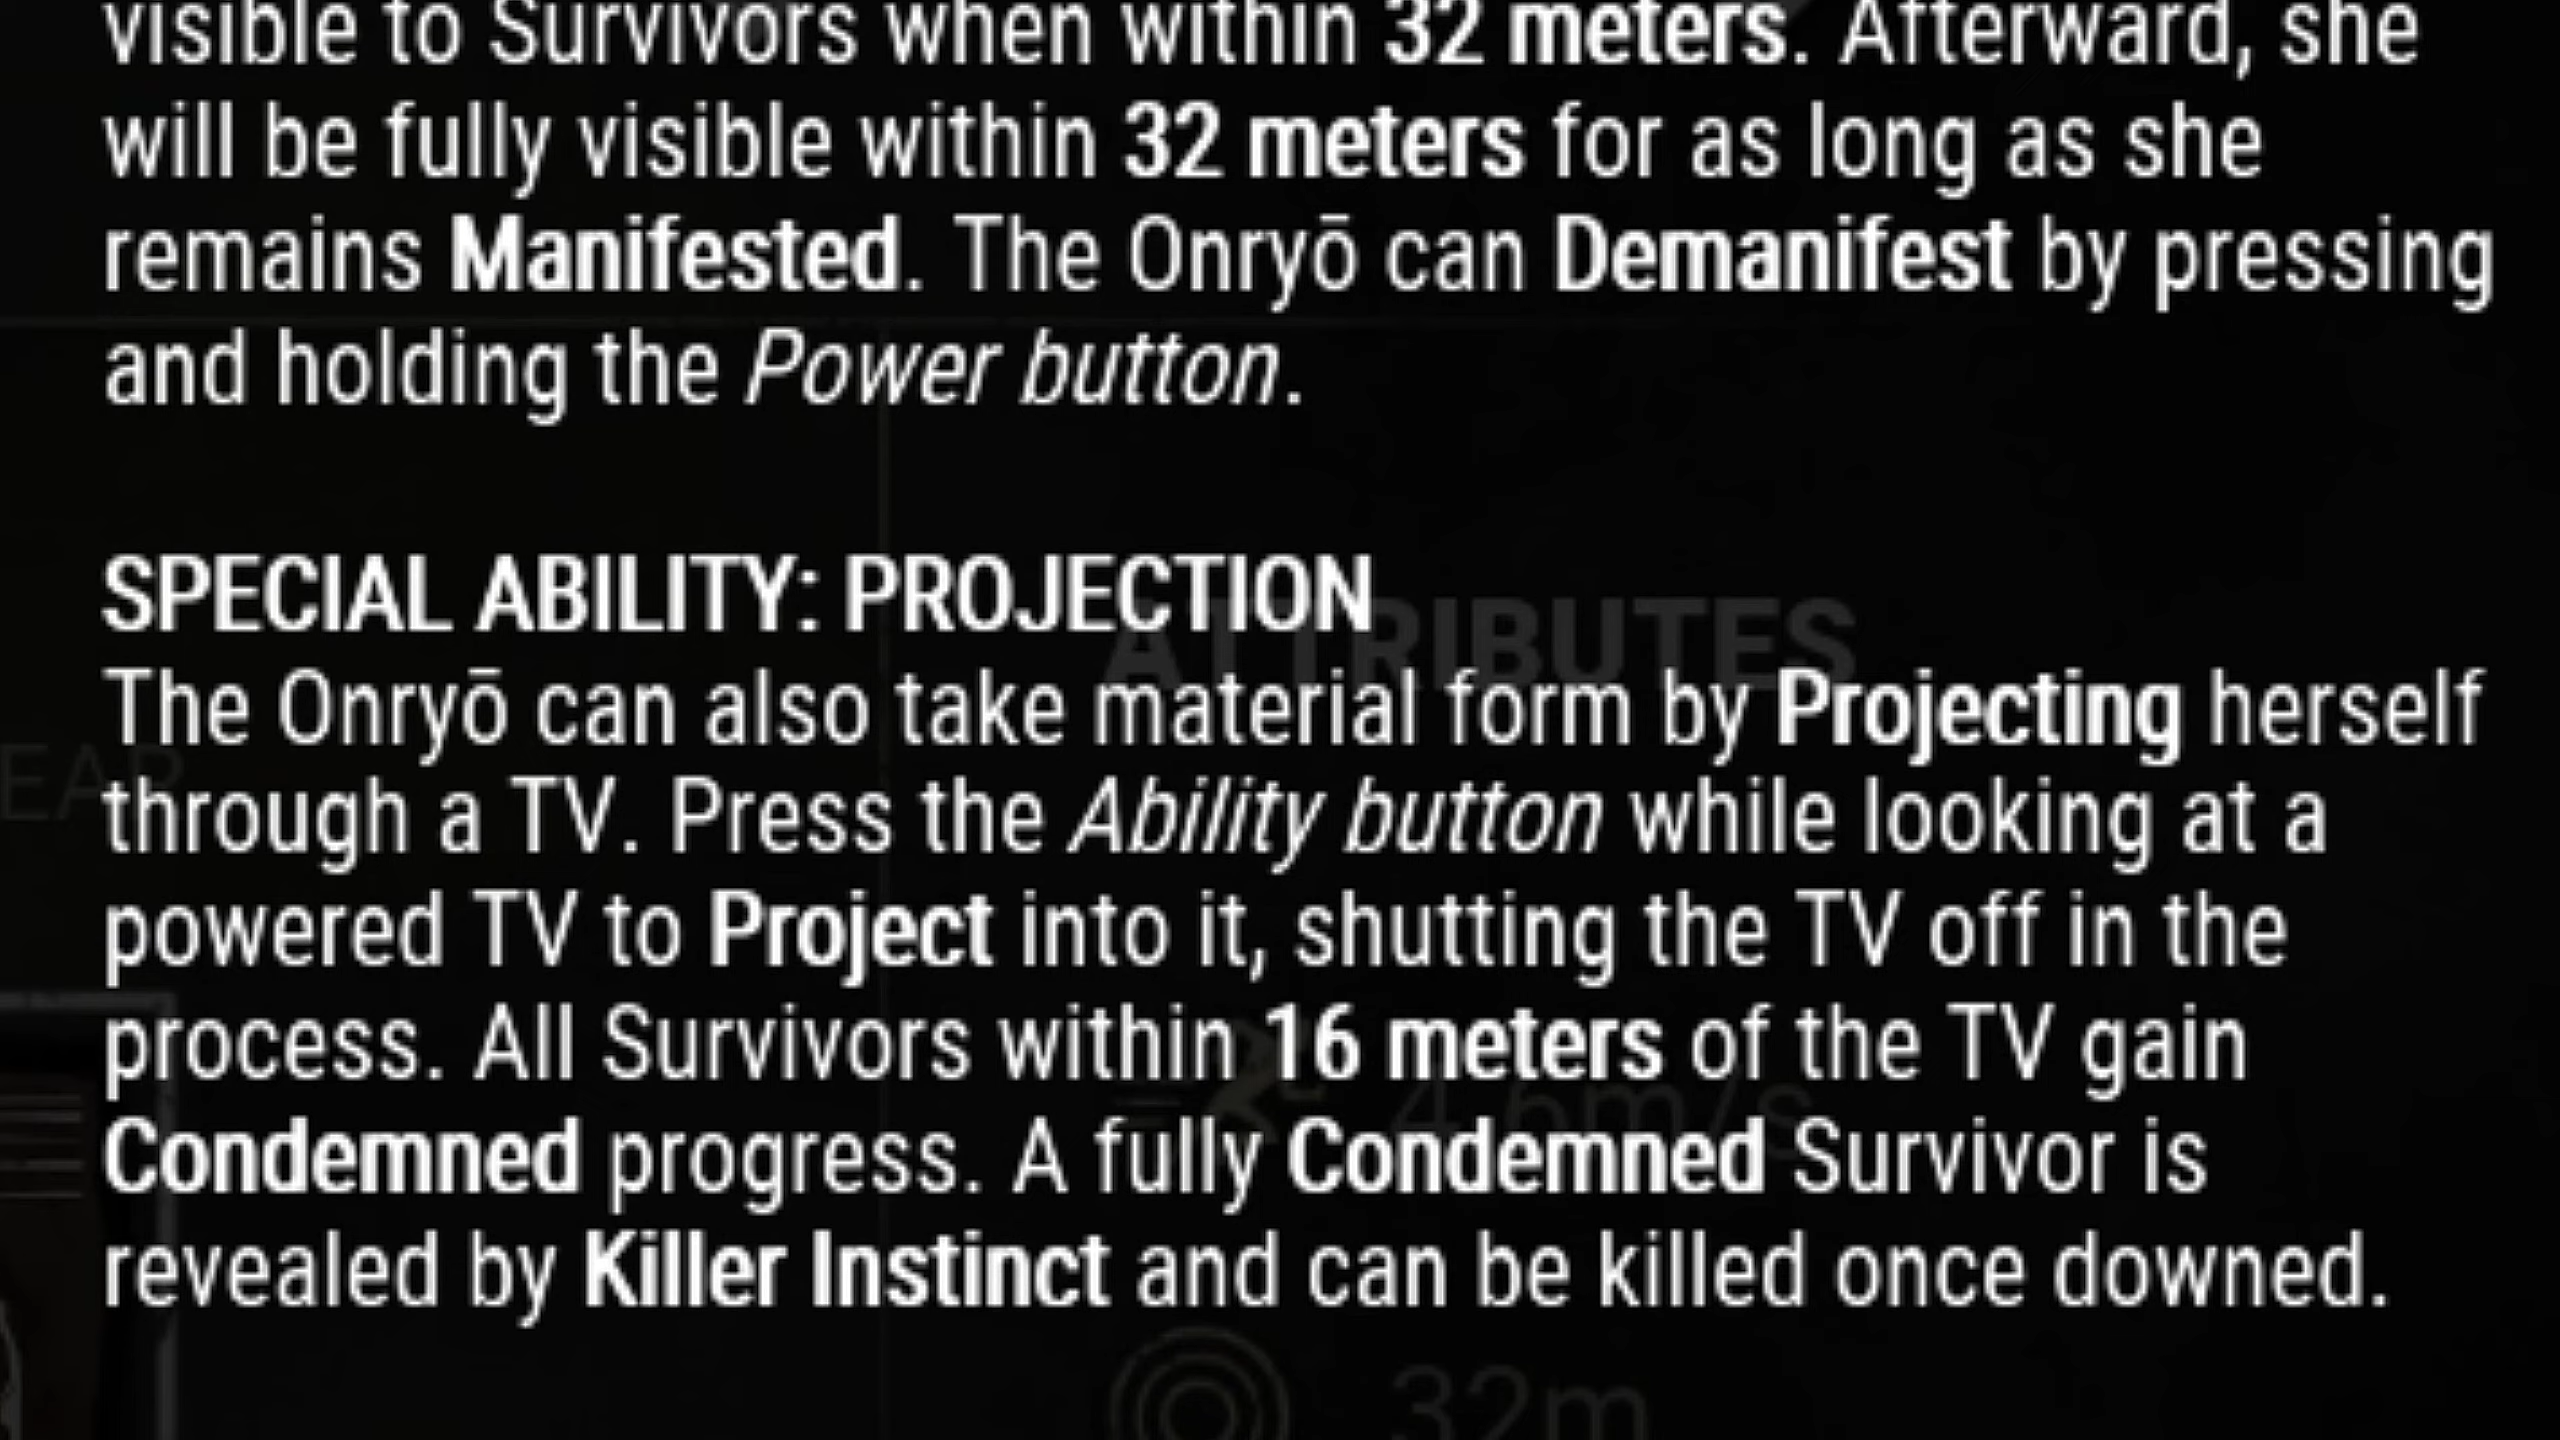 visible to Survivors when within 32 meters. Afterward, she
will be fully visible within 32 meters for as long as she
remains Manifested. The Onryō can Demanifest by pressing
and holding the Power button.
SPECIAL ABILITY: PROJECTION
ATTRIBUTES
The Onryō can also take material form by Projecting herself
through a TV. Press the Ability button while looking at a
powered TV to Project into it, shutting the TV off in the
process. All Survivors within 16 meters of the TV gain
4.6m/s
Condemned progress. A fully Condemned Survivor is
revealed by Killer Instinct and can be killed once downed.
32m